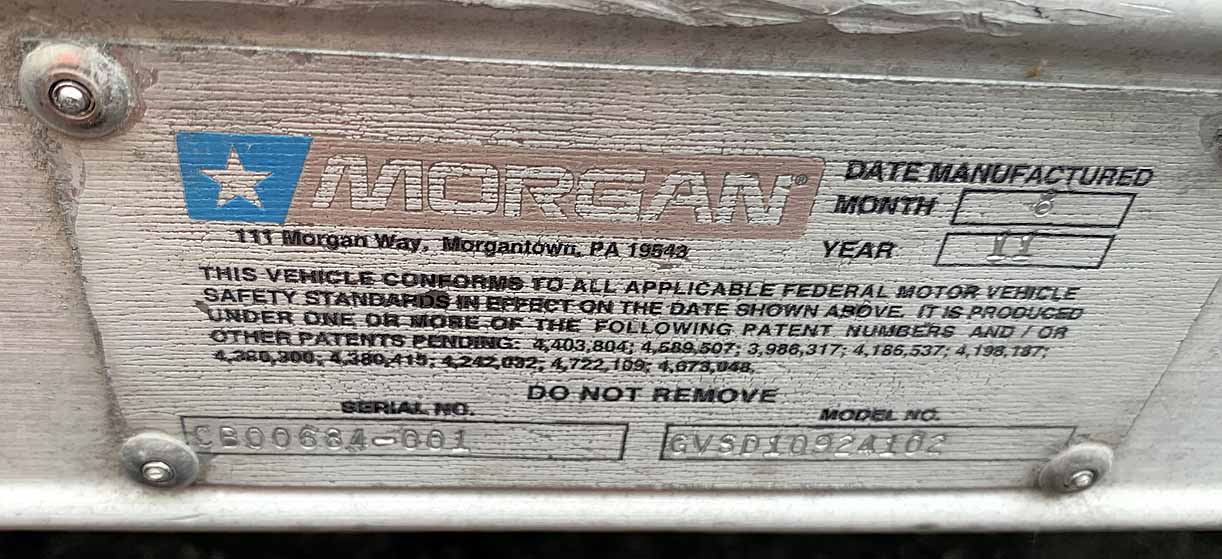 MORGAN®
DATE MANUFACTURED
MONTH 6
YEAR 11
111 Morgan Way, Morgantown, PA 19543
THIS VEHICLE CONFORMS TO ALL APPLICABLE FEDERAL MOTOR VEHICLE
SAFETY STANDARDS IN EFFECT ON THE DATE SHOWN ABOVE. IT IS PRODUCED
UNDER ONE OR MORE OF THE FOLLOWING PATENT NUMBERS AND / OR
OTHER PATENTS PENDING: 4,403,804; 4,589,507; 3,986,317; 4,186,537; 4,198,187;
4,380,415; 4,242,032; 4,722,109; 4,673,048.
DO NOT REMOVE
SERIAL NO.
MODEL NO.
CB00684-001
GVSD10924102